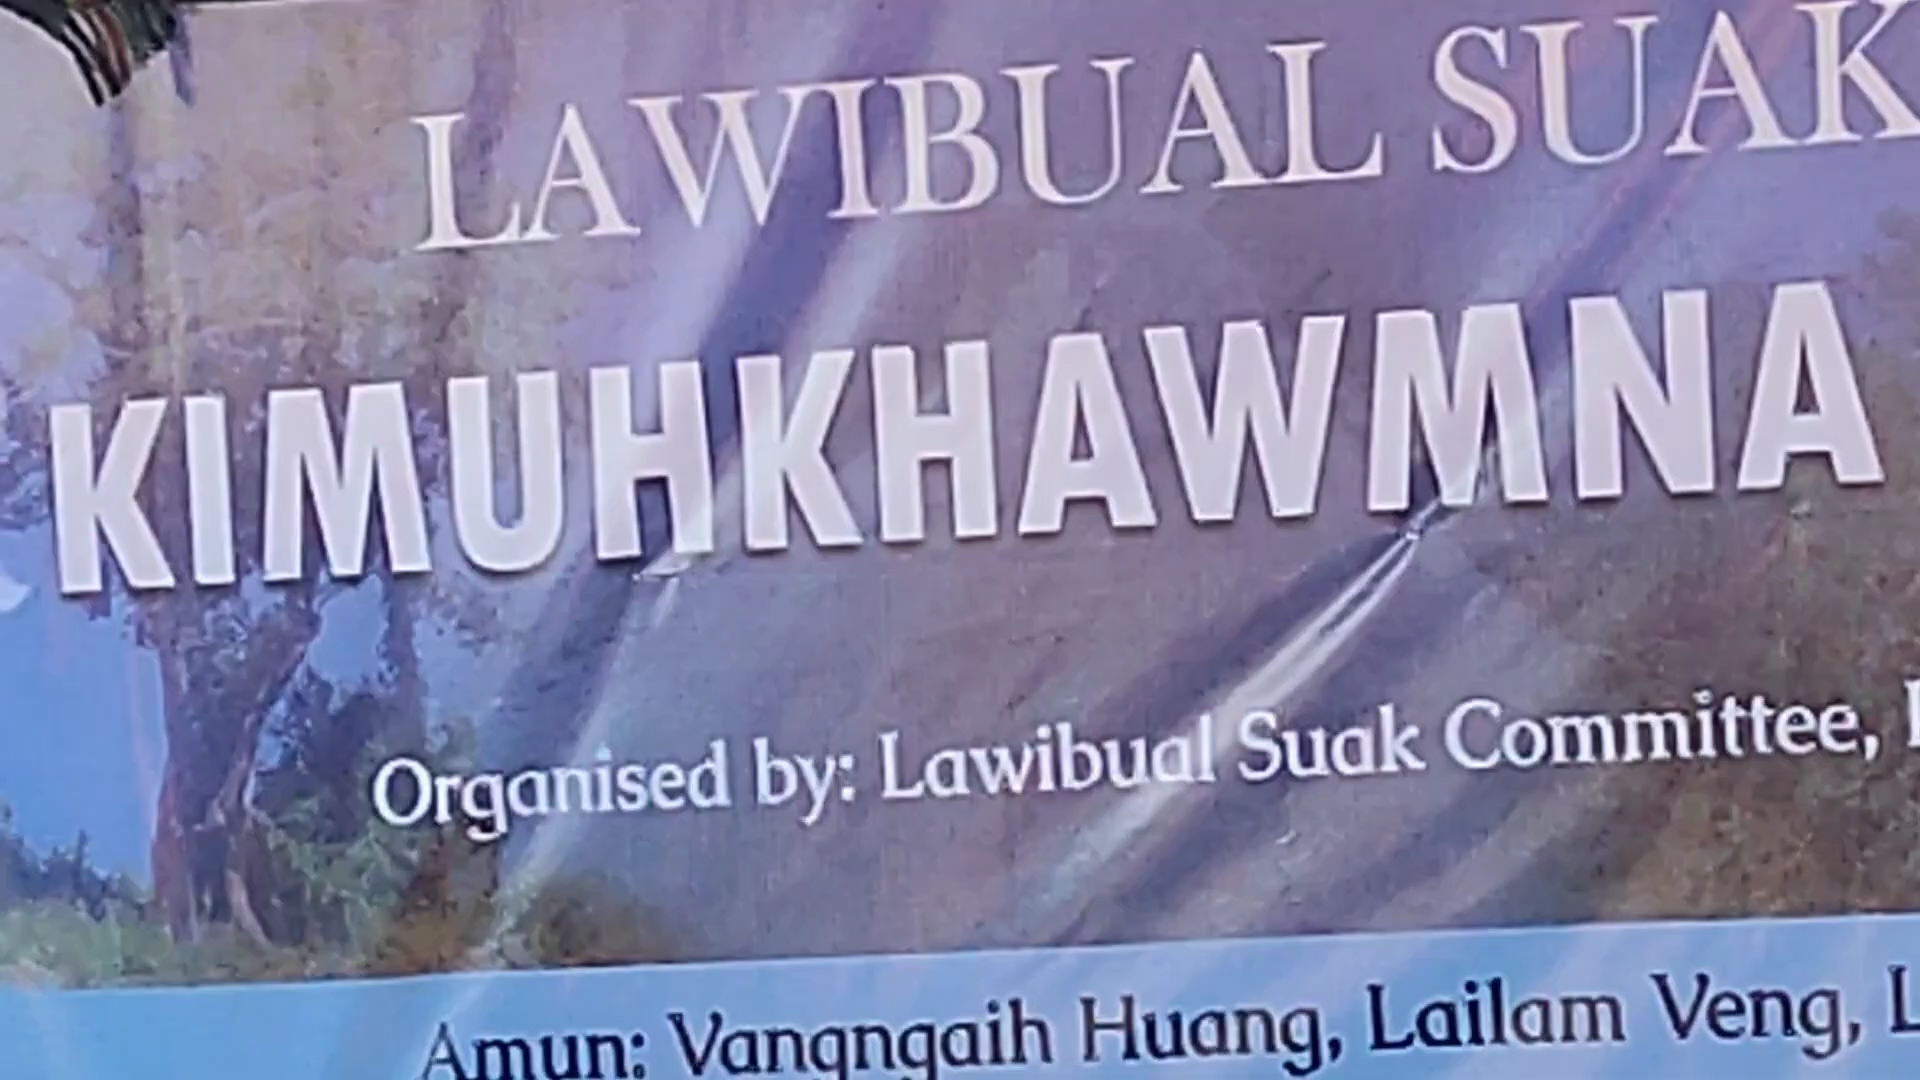 LAWIBUAL SUAK
KIMUHKHAWMNA
Organised by: Lawibual Suak Committee,
Amun: Vangngaih Huang, Lailam Veng, L